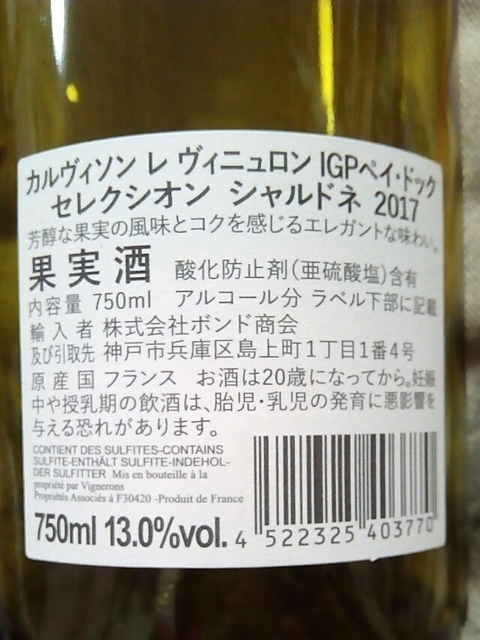 カルヴィソン レ ヴィニュロン IGPペイ・ドック
セレクシオン シャルドネ 2017
芳醇な果実の風味とコクを感じるエレガントな味わい。
果実酒 酸化防止剤(亜硫酸塩)含有
内容量 750ml アルコール分 ラベル下部に記載
輸入者 株式会社ボンド商会
及び引取先 神戸市兵庫区島上町1丁目1番4号
原産国 フランス お酒は20歳になってから。妊娠
中や授乳期の飲酒は、胎児・乳児の発育に悪影響を
与える恐れがあります。
CONTIENT DES SULFITES-CONTAINS
SULFITE-ENTHÄLT SULFITE-INDEHOL-
DER SULFITTER Mis en bouteille à la
propriété par Vignerons
Propriétés Associés à F30420 -Produit de France
750ml 13.0%vol.
4 522325 403770